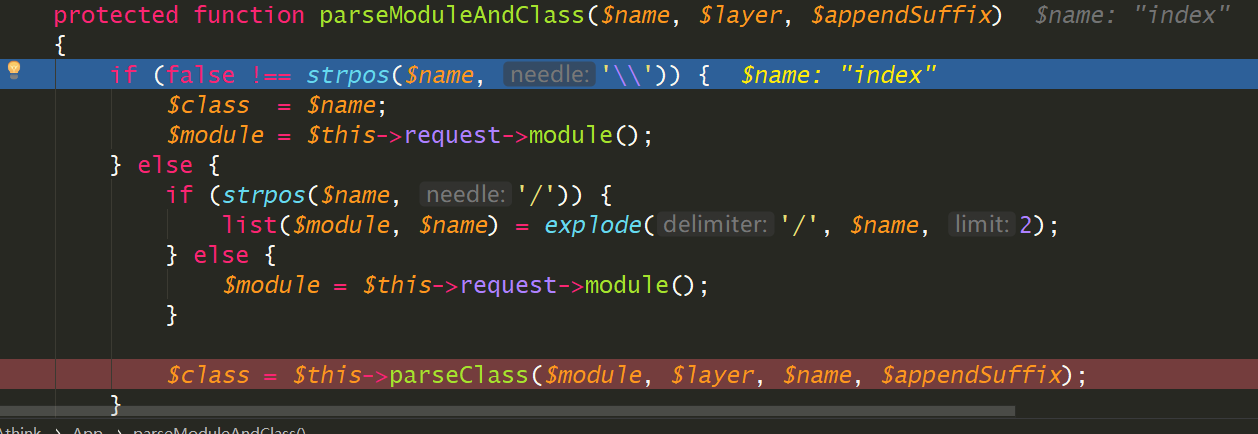 protected function parseModuleAndClass($name, $layer, $appendSuffix)   $name: "index"
{
    if (false !== strpos($name, needle: '\\')) {  $name: "index"
        $class  = $name;
        $module = $this->request->module();
    } else {
        if (strpos($name, needle: '/')) {
            list($module, $name) = explode(delimiter: '/', $name, limit: 2);
        } else {
            $module = $this->request->module();
        }
        $class = $this->parseClass($module, $layer, $name, $appendSuffix);
    }
\think > App > parseModuleAndClass()